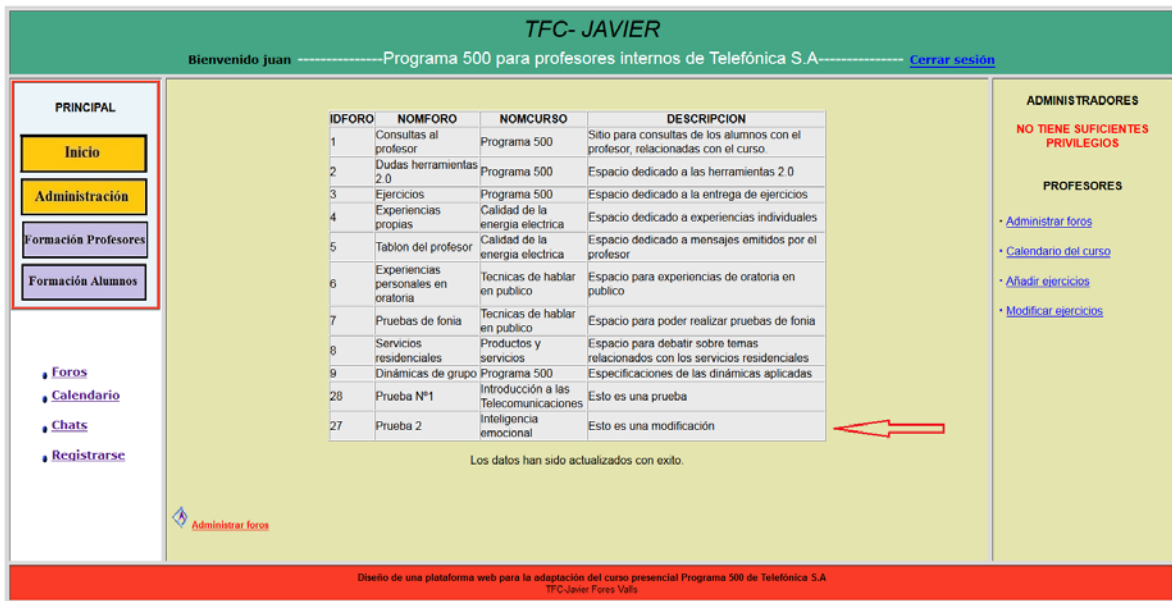 TFC- JAVIER
Bienvenido juan ---------------Programa 500 para profesores internos de Telefónica S.A--------------- Cerrar sesión
PRINCIPAL
Inicio
Administración
Formación Profesores
Formación Alumnos
Foros
Calendario
Chats
Registrarse
IDFORO NOMFORO NOMCURSO DESCRIPCION
1 Consultas al profesor Programa 500 Sitio para consultas de los alumnos con el profesor, relacionadas con el curso.
2 Dudas herramientas 2.0 Programa 500 Espacio dedicado a las herramientas 2.0
3 Ejercicios Programa 500 Espacio dedicado a la entrega de ejercicios
4 Experiencias propias Calidad de la energia electrica Espacio dedicado a experiencias individuales
5 Tablon del profesor Calidad de la energia electrica Espacio dedicado a mensajes emitidos por el profesor
6 Experiencias personales en oratoria Tecnicas de hablar en publico Espacio para experiencias de oratoria en publico
7 Pruebas de fonia Tecnicas de hablar en publico Espacio para poder realizar pruebas de fonia
8 Servicios residenciales Productos y servicios Espacio para debatir sobre temas relacionados con los servicios residenciales
9 Dinámicas de grupo Programa 500 Especificaciones de las dinámicas aplicadas
28 Prueba Nº1 Introducción a las Telecomunicaciones Esto es una prueba
27 Prueba 2 Inteligencia emocional Esto es una modificación
Los datos han sido actualizados con exito.
Administrar foros
ADMINISTRADORES
NO TIENE SUFICIENTES
PRIVILEGIOS
PROFESORES
· Administrar foros
· Calendario del curso
· Añadir ejercicios
· Modificar ejercicios
Diseño de una plataforma web para la adaptación del curso presencial Programa 500 de Telefónica S.A
TFC-Javier Fores Valls